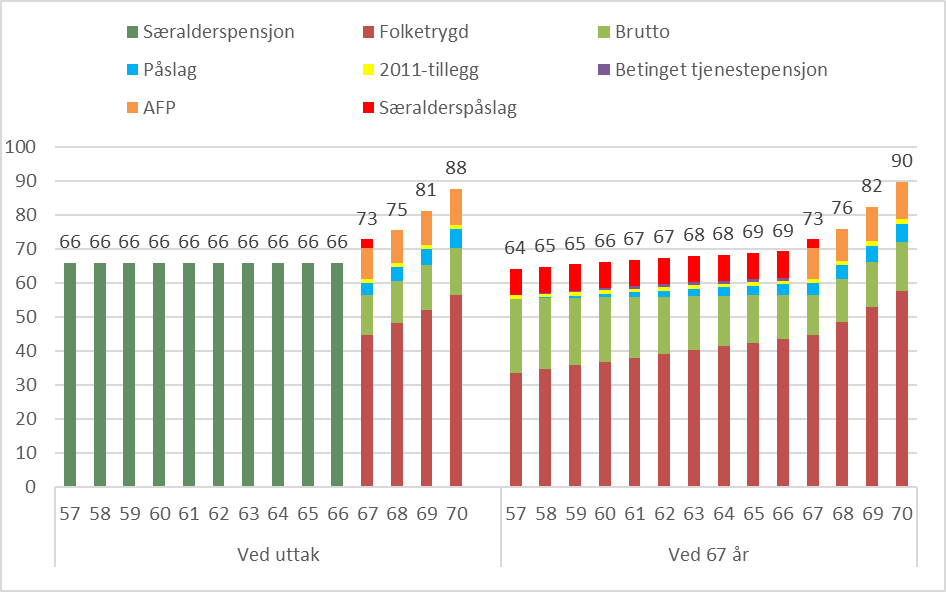 Særalderspensjon Folketrygd Brutto
Påslag 2011-tillegg Betinget tjenestepensjon
AFP Særalderspåslag
100
90
80
70
60
50
40
30
20
10
0
66 66 66 66 66 66 66 66 66 66 73 75 81 88
64 65 65 66 67 67 68 68 69 69 73 76 82 90
57 58 59 60 61 62 63 64 65 66 67 68 69 70 57 58 59 60 61 62 63 64 65 66 67 68 69 70
Ved uttak Ved 67 år